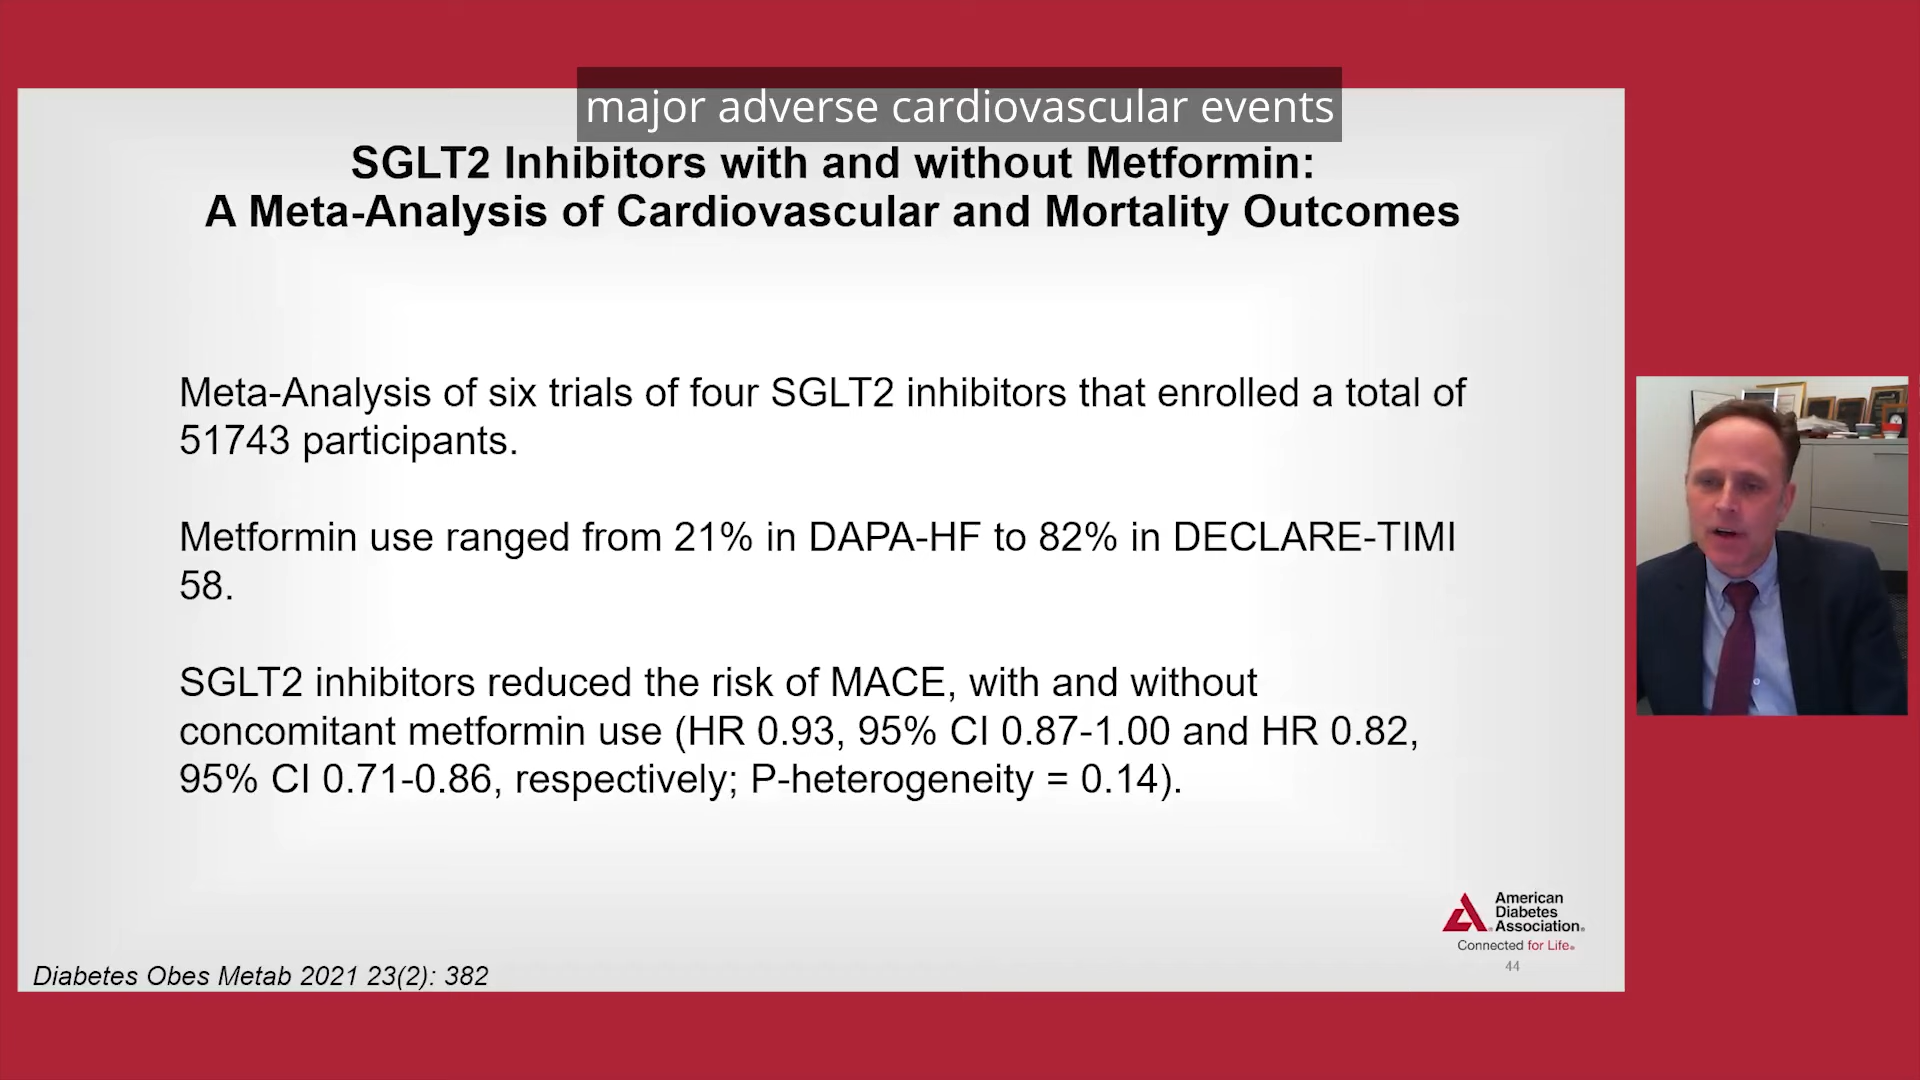 major adverse cardiovascular events
SGLT2 Inhibitors with and without Metformin:
A Meta-Analysis of Cardiovascular and Mortality Outcomes
Meta-Analysis of six trials of four SGLT2 inhibitors that enrolled a total of
51743 participants.
Metformin use ranged from 21% in DAPA-HF to 82% in DECLARE-TIMI
58.
SGLT2 inhibitors reduced the risk of MACE, with and without
concomitant metformin use (HR 0.93, 95% CI 0.87-1.00 and HR 0.82,
95% CI 0.71-0.86, respectively; P-heterogeneity = 0.14).
American
Diabetes
Association®
Connected for Life®
44
Diabetes Obes Metab 2021 23(2): 382